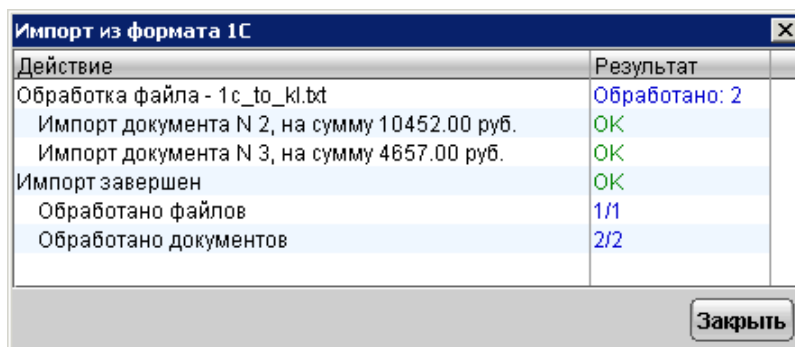 Импорт из формата 1С
Действие Результат
Обработка файла - 1c_to_kl.txt Обработано: 2
Импорт документа N 2, на сумму 10452.00 руб. OK
Импорт документа N 3, на сумму 4657.00 руб. OK
Импорт завершен OK
Обработано файлов 1/1
Обработано документов 2/2
Закрыть